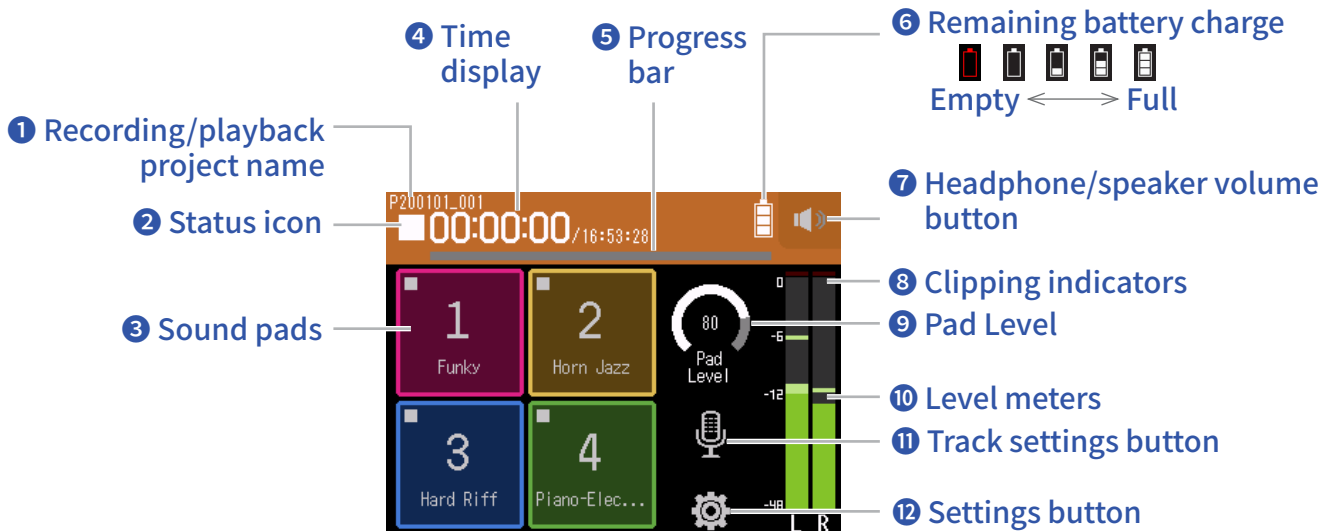 ❹ Time
display
❺ Progress
bar
❻ Remaining battery charge
Empty Full
❶ Recording/playback
project name
❷ Status icon
❸ Sound pads
❼ Headphone/speaker volume
button
❽ Clipping indicators
❾ Pad Level
❿ Level meters
⓫ Track settings button
⓬ Settings button
P200101_001
00:00:00/16:53:28
1
Funky
2
Horn Jazz
3
Hard Riff
4
Piano-Elec...
80
Pad
Level
0
-6
-12
-48
L R